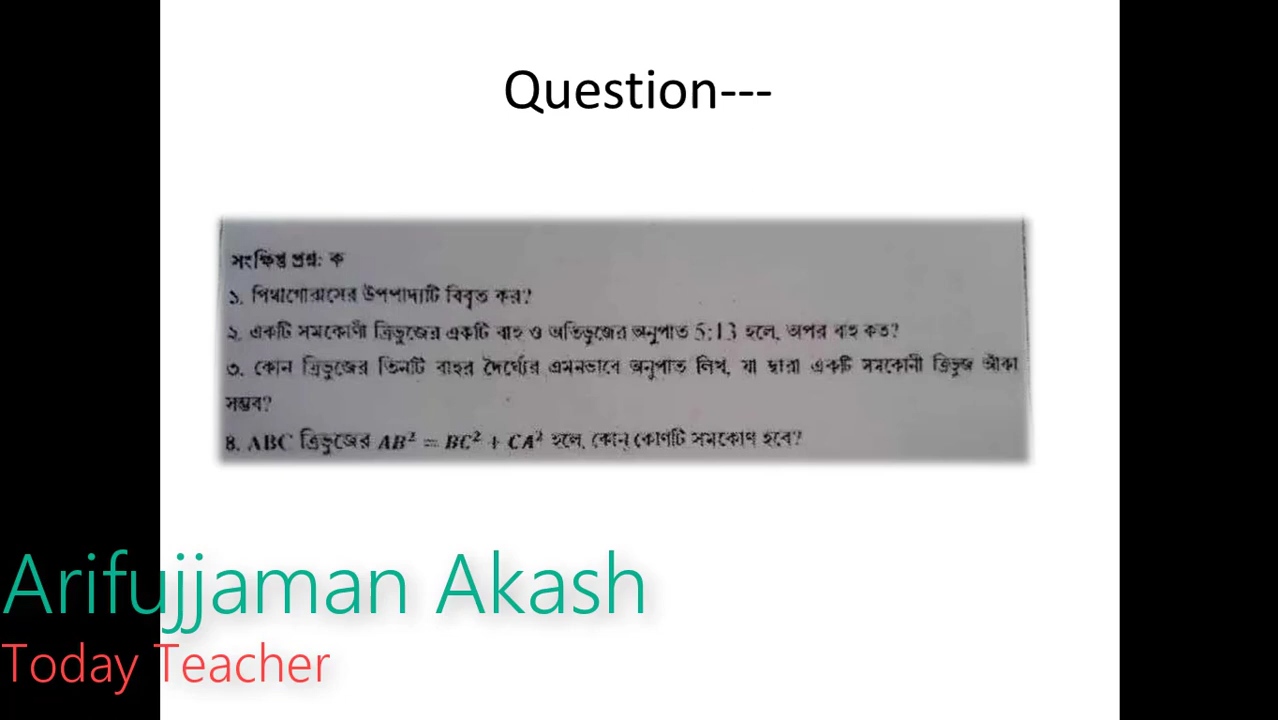 Question---
সংক্ষিপ্ত প্রশ্ন: ক
১. পিথাগোরাসের উপপাদ্যটি বিবৃত কর?
২. একটি সমকোণী ত্রিভুজের একটি বাহু ও অতিভুজের অনুপাত 5:13 হলে, অপর বাহু কত?
৩. কোন ত্রিভুজের তিনটি বাহুর দৈর্ঘ্যের এমনভাবে অনুপাত লিখ, যা দ্বারা একটি সমকোনী ত্রিভুজ আঁকা
সম্ভব?
8. ABC ত্রিভুজের AB² = BC² + CA² হলে, কোন্ কোণটি সমকোণ হবে?
Arifujjaman Akash
Today Teacher